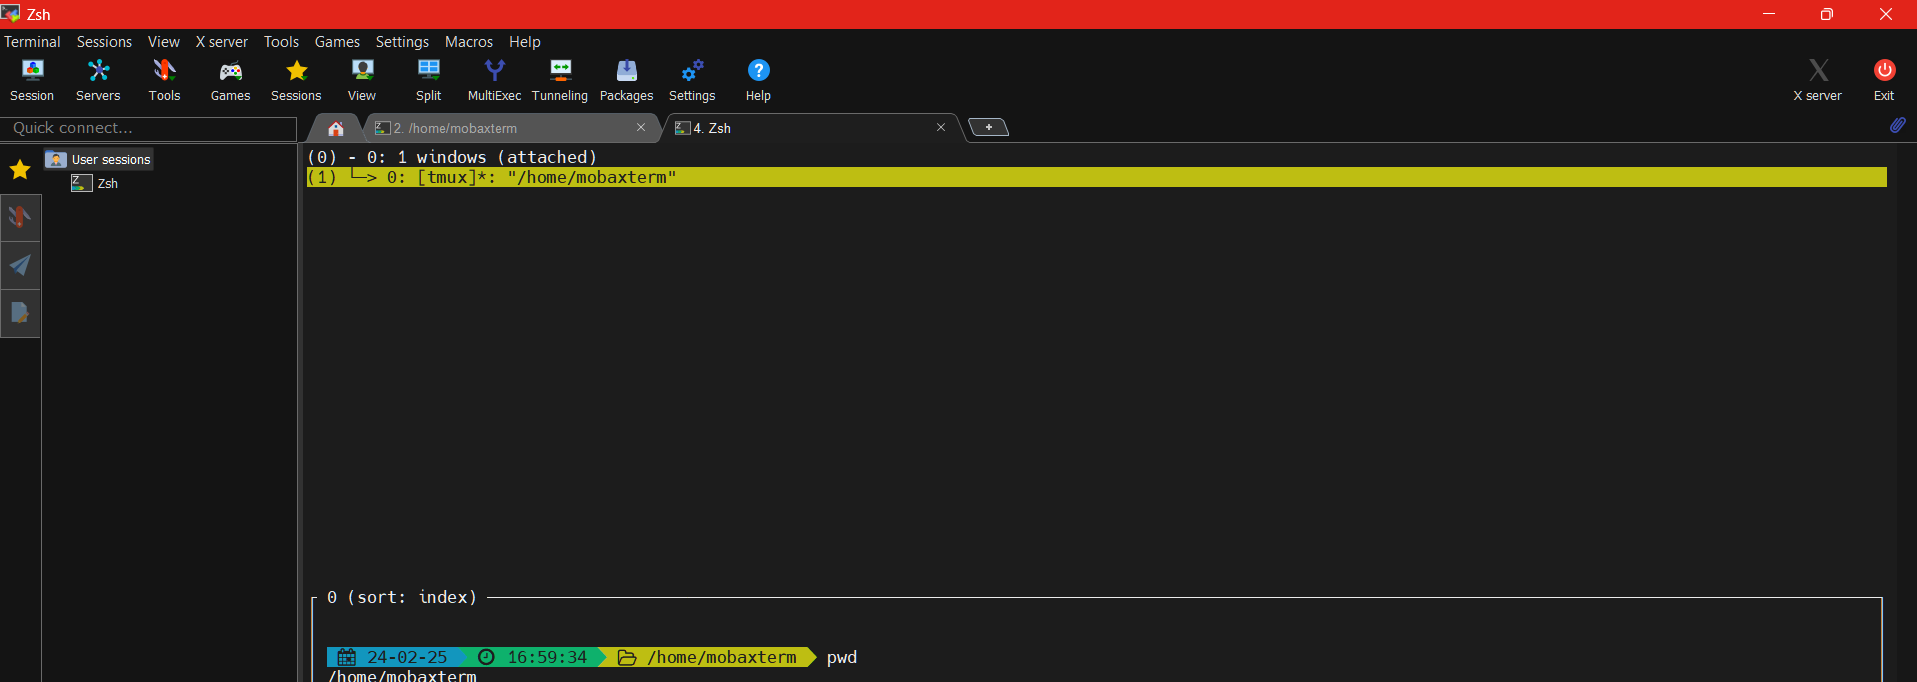 Zsh
Terminal Sessions View X server Tools Games Settings Macros Help
Session Servers Tools Games Sessions View Split MultiExec Tunneling Packages Settings Help X server Exit
Quick connect...
2. /home/mobaxterm
4. Zsh
User sessions
Zsh
(0) - 0: 1 windows (attached)
(1) └─> 0: [tmux]*: "/home/mobaxterm"
0 (sort: index)
24-02-25 16:59:34 /home/mobaxterm pwd
/home/mobaxterm